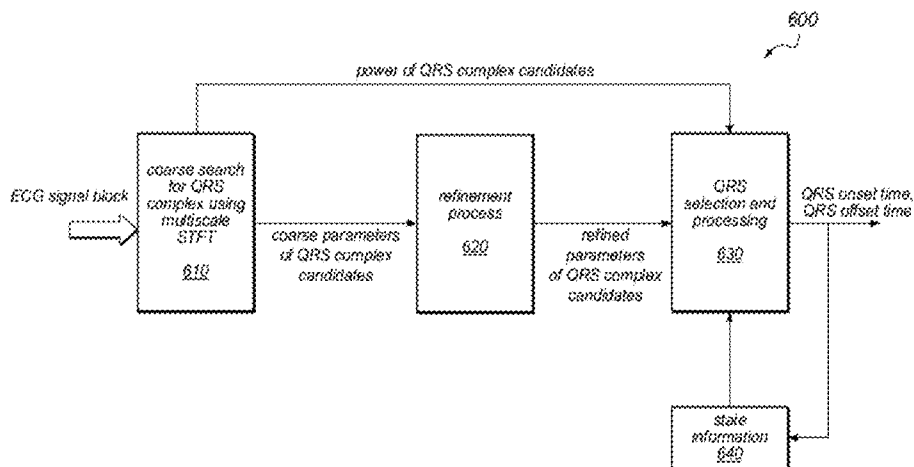 600
power of QRS complex candidates
ECG signal block
coarse search
for QRS
complex using
multiscale
STFT
610
coarse parameters
of QRS complex
candidates
refinement
process
620
refined
parameters
of QRS complex
candidates
QRS
selection and
processing
630
QRS onset time,
QRS offset time
state
information
640